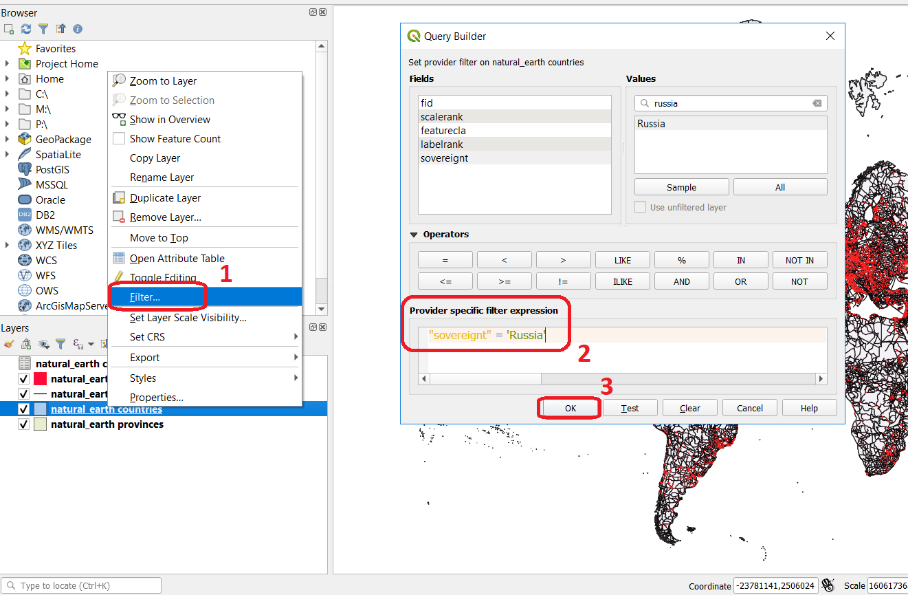 Browser
Favorites
Project Home
Home
C:\
M:\
P:\
GeoPackage
SpatiaLite
PostGIS
MSSQL
Oracle
DB2
DB2
WMS/WMTS
XYZ Tiles
WCS
WFS
OWS
ArcGisMapServe
Zoom to Layer
Zoom to Selection
Show in Overview
Show Feature Count
Copy Layer
Rename Layer
Duplicate Layer
Remove Layer...
Move to Top
Open Attribute Table
Toggle Editing
1
Filter...
Set Layer Scale Visibility...
Set CRS
Export
Styles
Properties...
Layers
natural_earth c
natural_eart
natural_eart
natural_earth countries
natural_earth provinces
Query Builder
Set provider filter on natural_earth countries
Fields
fid
scalerank
featurecla
labelrank
sovereignt
Values
russia
Russia
Sample All
Use unfiltered layer
Operators
= < > LIKE % IN NOT IN
<= >= != ILIKE AND OR NOT
Provider specific filter expression
"sovereignt" = 'Russia'
2
3
OK Test Clear Cancel Help
Type to locate (Ctrl+K)
Coordinate -23781141,2506024 Scale 16061736